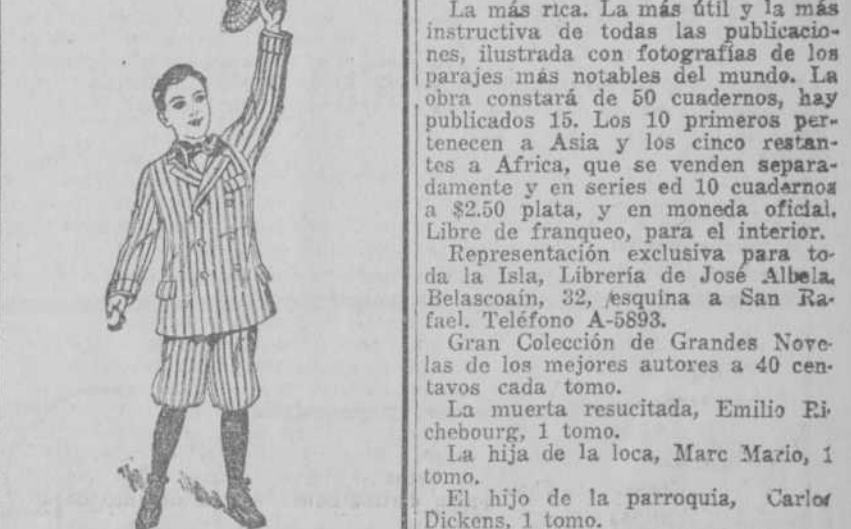 La más rica. La más útil y la más
instructiva de todas las publicacio-
nes, ilustrada con fotografías de los
parajes más notables del mundo. La
obra constará de 50 cuadernos, hay
publicados 15. Los 10 primeros per-
tenecen a Asia y los cinco restan-
tes a Africa, que se venden separa-
damente y en series ed 10 cuadernos
a $2.50 plata, y en moneda oficial.
Libre de franqueo, para el interior.
Representación exclusiva para to-
da la Isla, Librería de José Albela.
Belascoaín, 32, esquina a San Ra-
fael. Teléfono A-5893.
Gran Colección de Grandes Nove-
las de los mejores autores a 40 cen-
tavos cada tomo.
La muerta resucitada, Emilio Ri-
chebourg, 1 tomo.
La hija de la loca, Marc Mario, 1
tomo.
El hijo de la parroquia, Carlos
Dickens, 1 tomo.